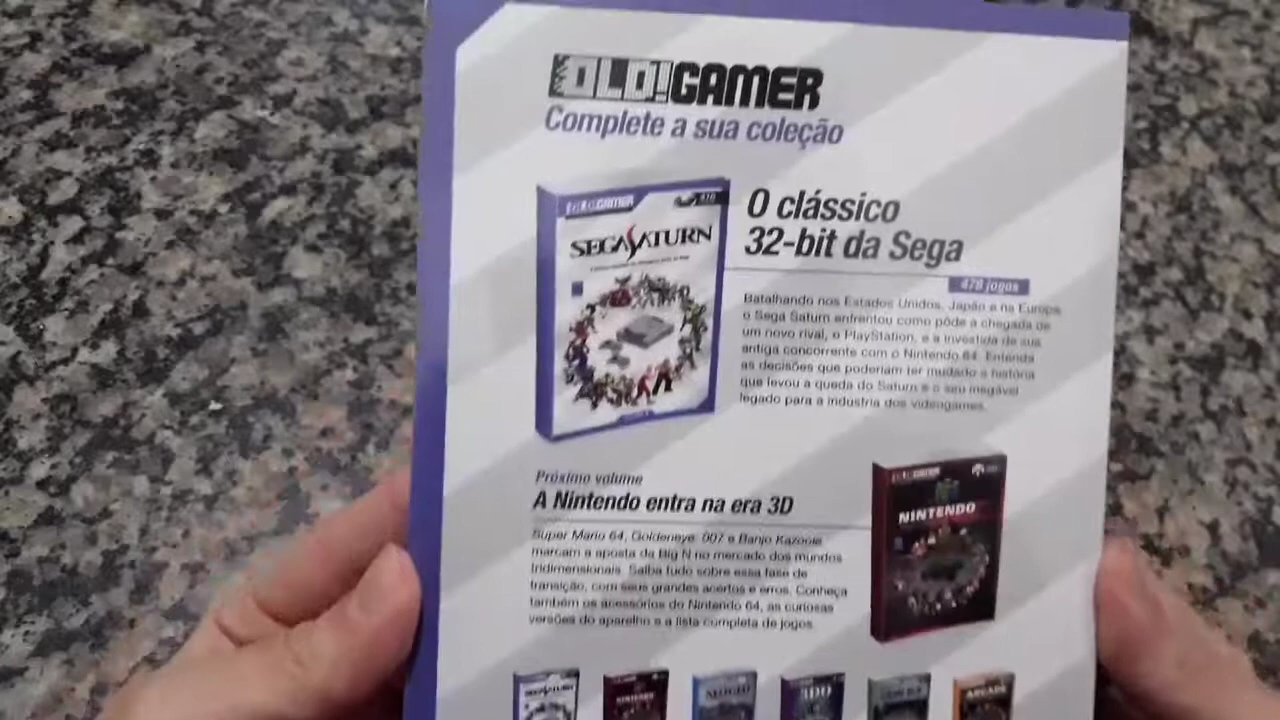 OLD!GAMER
Complete a sua coleção
OLD!GAMER
SEGA SATURN
O clássico
32-bit da Sega
478 jogos
Batalhando nos Estados Unidos, Japão e na Europa
o Sega Saturn enfrentou como pôde a chegada de
um novo rival, o PlayStation, e a investida de sua
antiga concorrente com o Nintendo 64. Entenda
as decisões que poderiam ter mudado a história
que levou a queda do Saturn e o seu inegável
legado para a indústria dos videogames.
Próximo volume
A Nintendo entra na era 3D
Super Mario 64, Goldeneye 007 e Banjo Kazooie
marcam a aposta da Big N no mercado dos mundos
tridimensionais. Saiba tudo sobre essa fase de
transição, com seus grandes acertos e erros. Conheça
também os acessórios do Nintendo 64, as curiosas
versões do aparelho e a lista completa de jogos.
OLD!GAMER
NINTENDO
SEGA SATURN
NINTENDO
NEOGEO
3DO
ARCADE